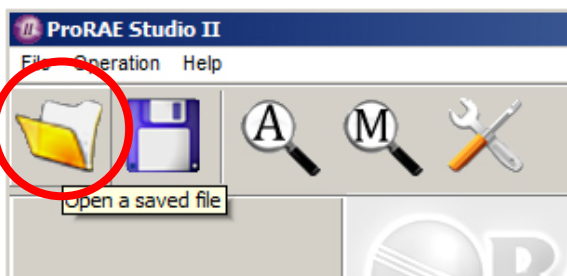 ProRAE Studio II
File Operation Help
A M
Open a saved file
R